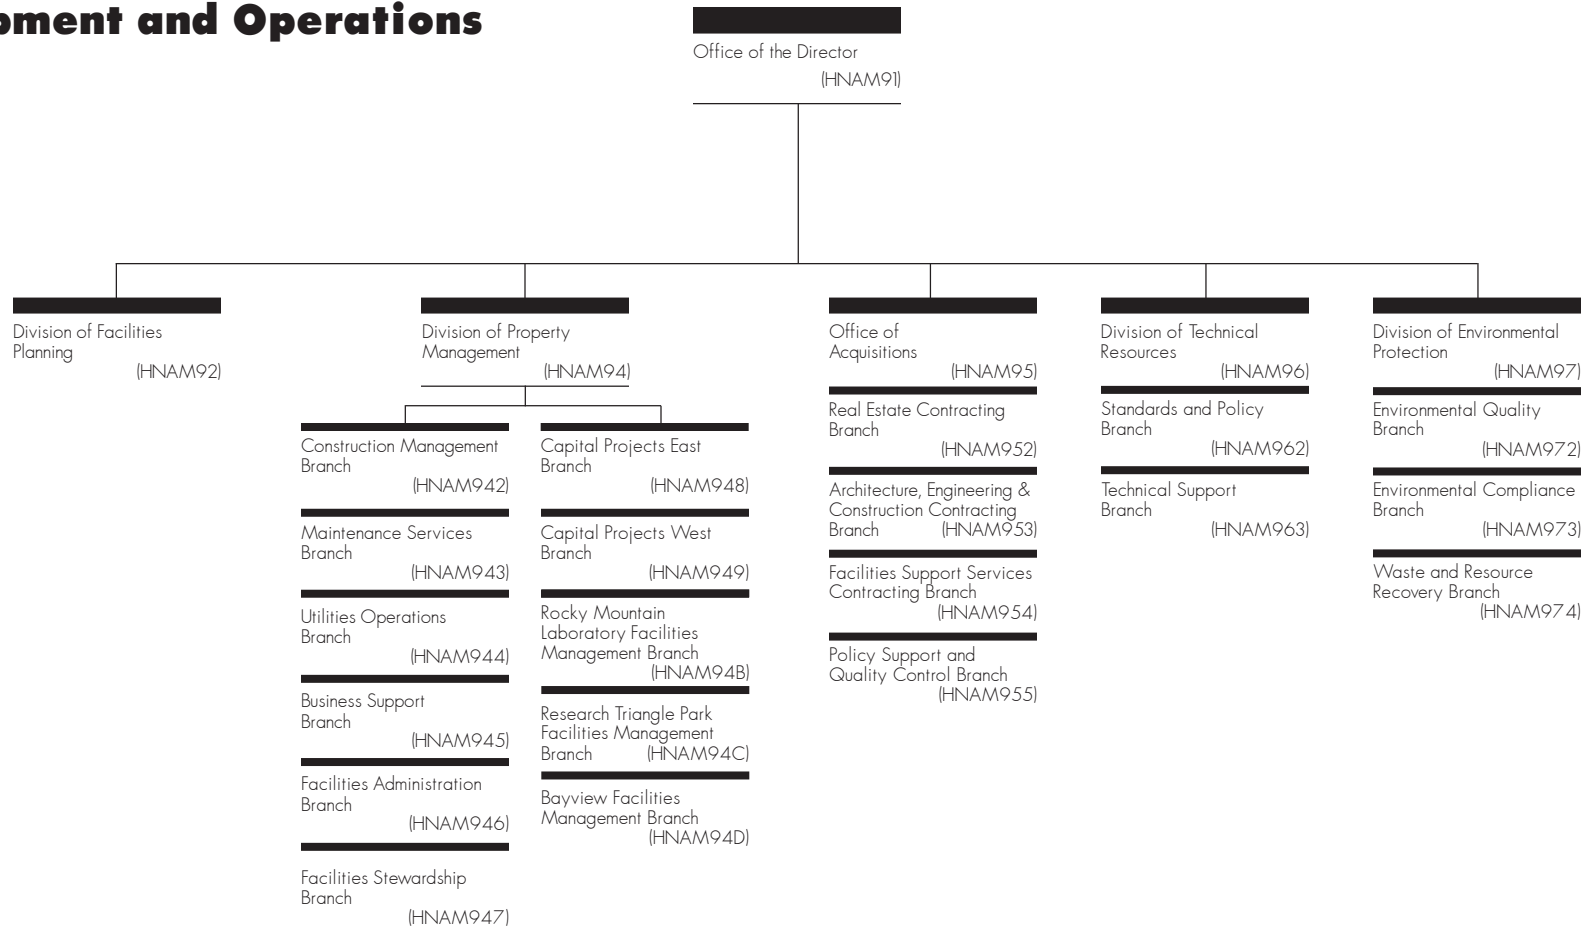 and Operations
Office of the Director
(HNAM91)
Division of Facilities
Planning
(HNAM92)
Division of Property
Management
(HNAM94)
Construction Management
Branch
(HNAM942)
Maintenance Services
Branch
(HNAM943)
Utilities Operations
Branch
(HNAM944)
Business Support
Branch
(HNAM945)
Facilities Administration
Branch
(HNAM946)
Facilities Stewardship
Branch
(HNAM947)
Capital Projects East
Branch
(HNAM948)
Capital Projects West
Branch
(HNAM949)
Rocky Mountain
Laboratory Facilities
Management Branch
(HNAM94B)
Research Triangle Park
Facilities Management
Branch (HNAM94C)
Bayview Facilities
Management Branch
(HNAM94D)
Office of
Acquisitions
(HNAM95)
Real Estate Contracting
Branch
(HNAM952)
Architecture, Engineering &
Construction Contracting
Branch (HNAM953)
Facilities Support Services
Contracting Branch
(HNAM954)
Policy Support and
Quality Control Branch
(HNAM955)
Division of Technical
Resources
(HNAM96)
Standards and Policy
Branch
(HNAM962)
Technical Support
Branch
(HNAM963)
Division of Environmental
Protection
(HNAM97)
Environmental Quality
Branch
(HNAM972)
Environmental Compliance
Branch
(HNAM973)
Waste and Resource
Recovery Branch
(HNAM974)